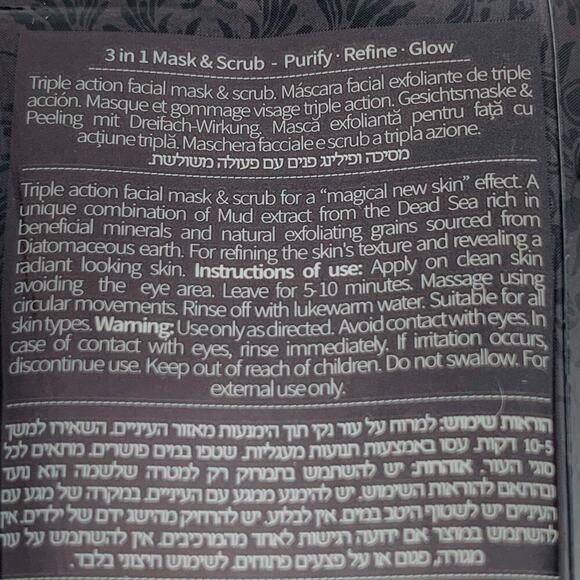 3 in 1 Mask & Scrub - Purify · Refine · Glow
Triple action facial mask & scrub. Máscara facial exfoliante de triple
acción. Masque et gommage visage triple action. Gesichtsmaske &
Peeling mit Dreifach-Wirkung. Mască exfoliantă pentru față cu
acțiune triplă. Maschera facciale e scrub a tripla azione.
מסיכה ופילינג פנים עם פעולה משולשת.
Triple action facial mask & scrub for a “magical new skin” effect. A
unique combination of Mud extract from the Dead Sea rich in
beneficial minerals and natural exfoliating grains sourced from
Diatomaceous earth. For refining the skin's texture and revealing a
radiant looking skin. Instructions of use: Apply on clean skin
avoiding the eye area. Leave for 5-10 minutes. Massage using
circular movements. Rinse off with lukewarm water. Suitable for all
skin types. Warning: Use only as directed. Avoid contact with eyes. In
case of contact with eyes, rinse immediately. If irritation occurs,
discontinue use. Keep out of reach of children. Do not swallow. For
external use only.
הוראות שימוש: למרוח על עור נקי תוך הימנעות מאזור העיניים. השאירו למשך
10-5 דקות. עסו באמצעות תנועות מעגליות. שטפו במים פושרים. מתאים לכל
סוגי העור. אזהרות: יש להשתמש בתמרוק רק למטרה שלשמה הוא נועד
ובהתאם להוראות השימוש. יש להימנע ממגע עם העיניים. במקרה של מגע עם
העיניים יש לשטוף היטב במים. אין לבלוע. יש להרחיק מהישג ידם של ילדים. אין
להשתמש במוצר אם ידועה רגישות לאחד מהמרכיבים. אין להשתמש על עור
מגורה, פגום או על פצעים פתוחים. לשימוש חיצוני בלבד.